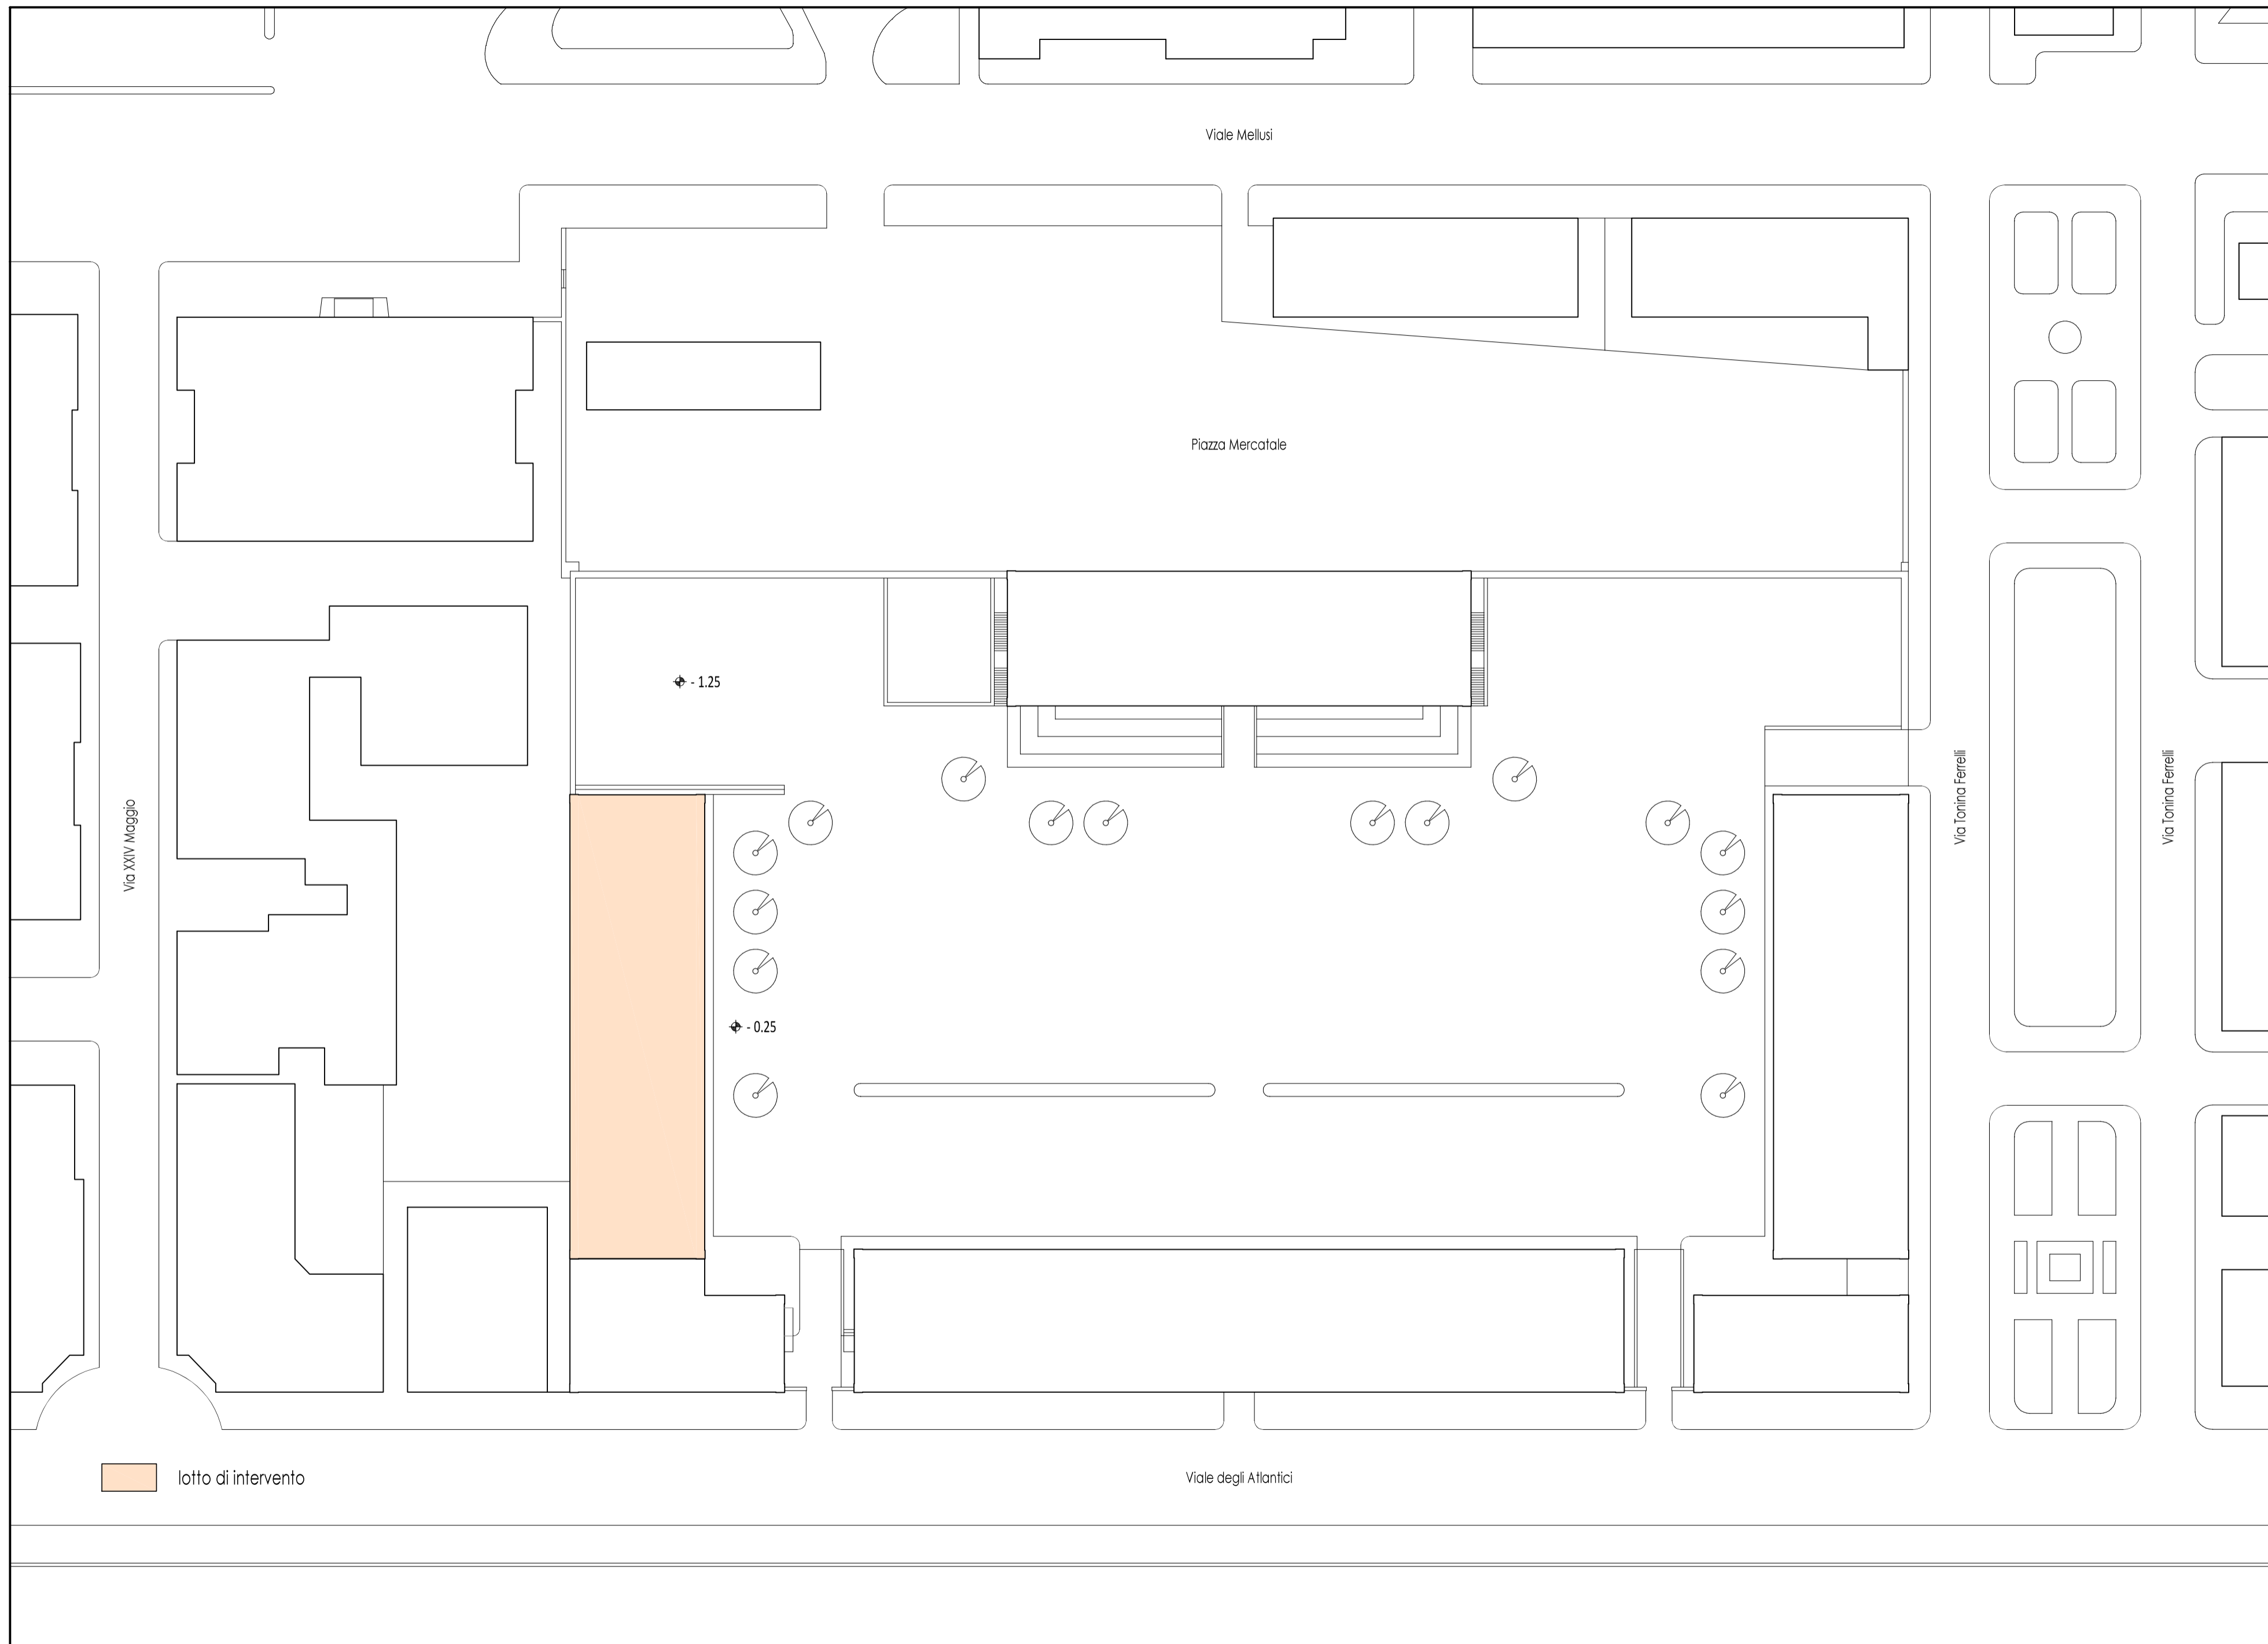 Viale Mellusi
Piazza Mercatale
- 1.25
Via XXIV Maggio
Via Tonina Ferrelli
Via Tonina Ferrelli
- 0.25
lotto di intervento
Viale degli Atlantici